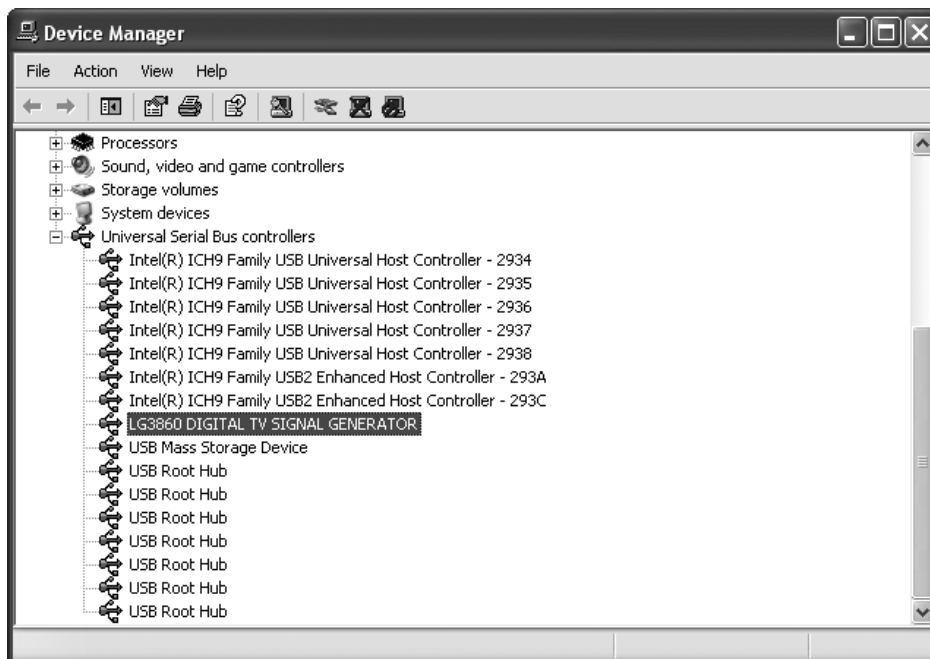 Device Manager
File Action View Help
Processors
Sound, video and game controllers
Storage volumes
System devices
Universal Serial Bus controllers
Intel(R) ICH9 Family USB Universal Host Controller - 2934
Intel(R) ICH9 Family USB Universal Host Controller - 2935
Intel(R) ICH9 Family USB Universal Host Controller - 2936
Intel(R) ICH9 Family USB Universal Host Controller - 2937
Intel(R) ICH9 Family USB Universal Host Controller - 2938
Intel(R) ICH9 Family USB2 Enhanced Host Controller - 293A
Intel(R) ICH9 Family USB2 Enhanced Host Controller - 293C
LG3860 DIGITAL TV SIGNAL GENERATOR
USB Mass Storage Device
USB Root Hub
USB Root Hub
USB Root Hub
USB Root Hub
USB Root Hub
USB Root Hub
USB Root Hub